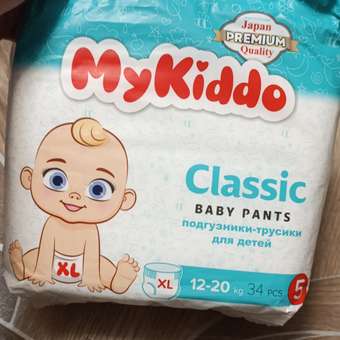 Japan
PREMIUM
Quality
MyKiddo
Classic
BABY PANTS
подгузники-трусики
для детей
XL
XL
12-20 kg 34 PCS
5